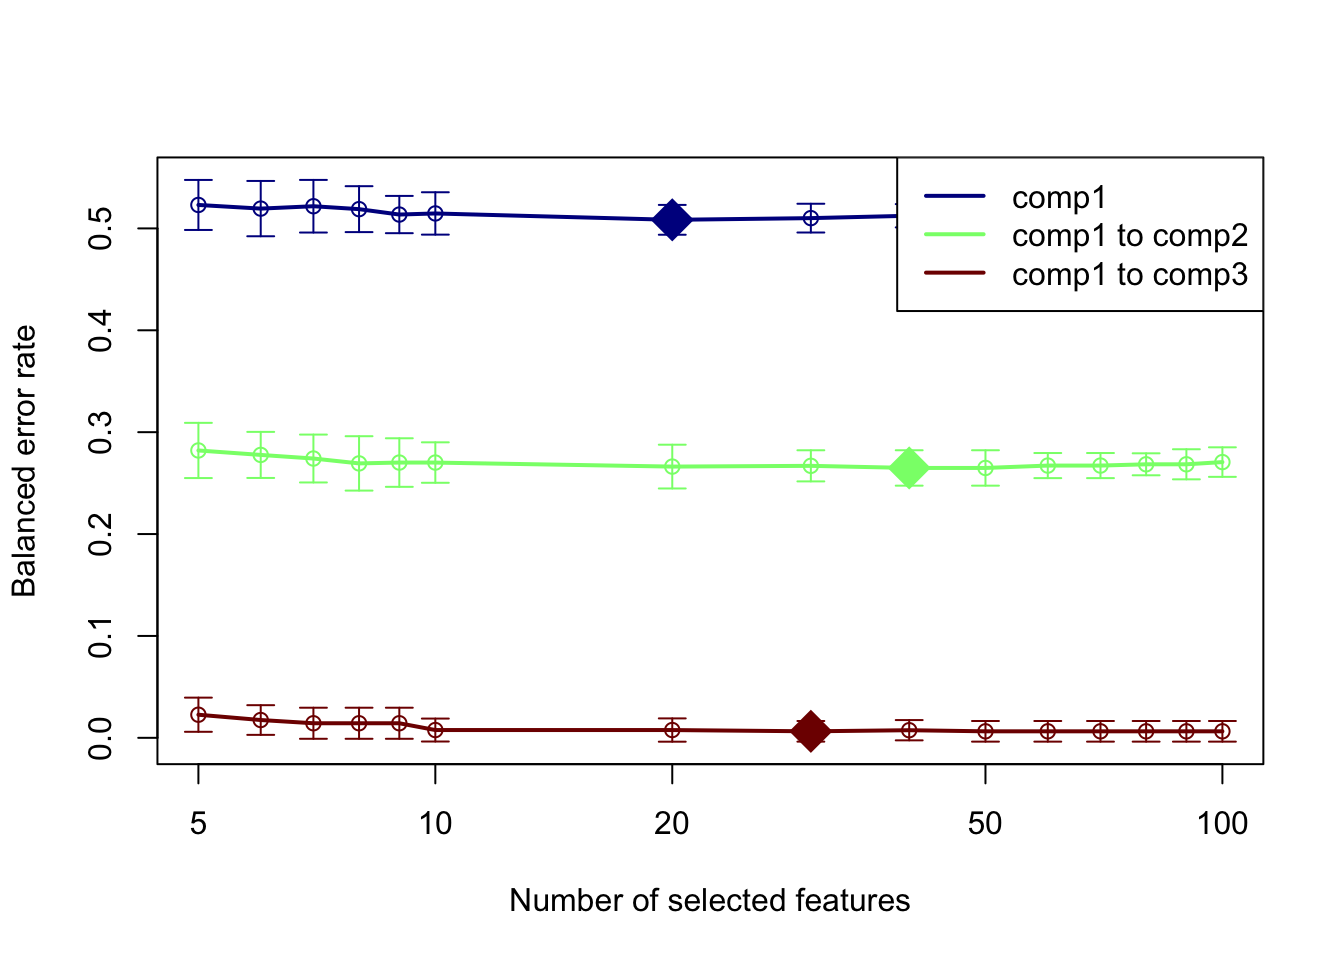 comp1
comp1 to comp2
comp1 to comp3
Balanced error rate
0.5
0.4
0.3
0.2
0.1
0.0
5 10 20 50 100
Number of selected features